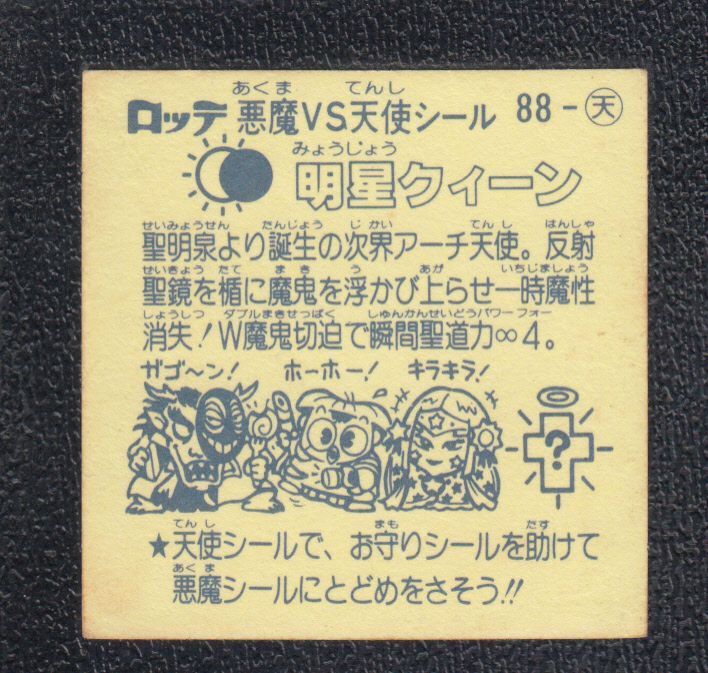 あくま てんし
ロッテ 悪魔VS天使シール 88-天
みょうじょう
明星クィーン
せいみょうせん たんじょう じかい てんし はんしゃ
聖明泉より誕生の次界アーチ天使。反射
せいきょう たて まき う あが いちじましょう
聖鏡を楯に魔鬼を浮かび上らせ一時魔性
しょうしつ ダブルまきせっぱく しゅんかんせいどうパワーフォー
消失！W魔鬼切迫で瞬間聖道力∞4。
ガゴ〜ン！ ホーホー！ キラキラ！
?
てんし まも たす
★天使シールで、お守りシールを助けて
あくま
悪魔シールにとどめをさそう!!